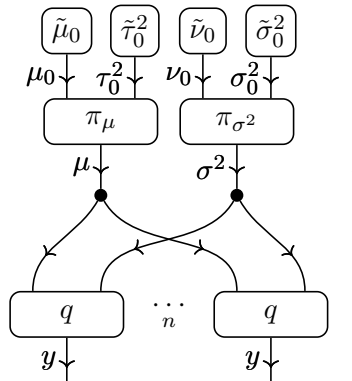 μ̃₀ τ̃₀² ν̃₀ σ̃₀²
μ₀ τ₀² ν₀ σ₀²
π_μ π_σ²
μ σ²
q ... n q
y y